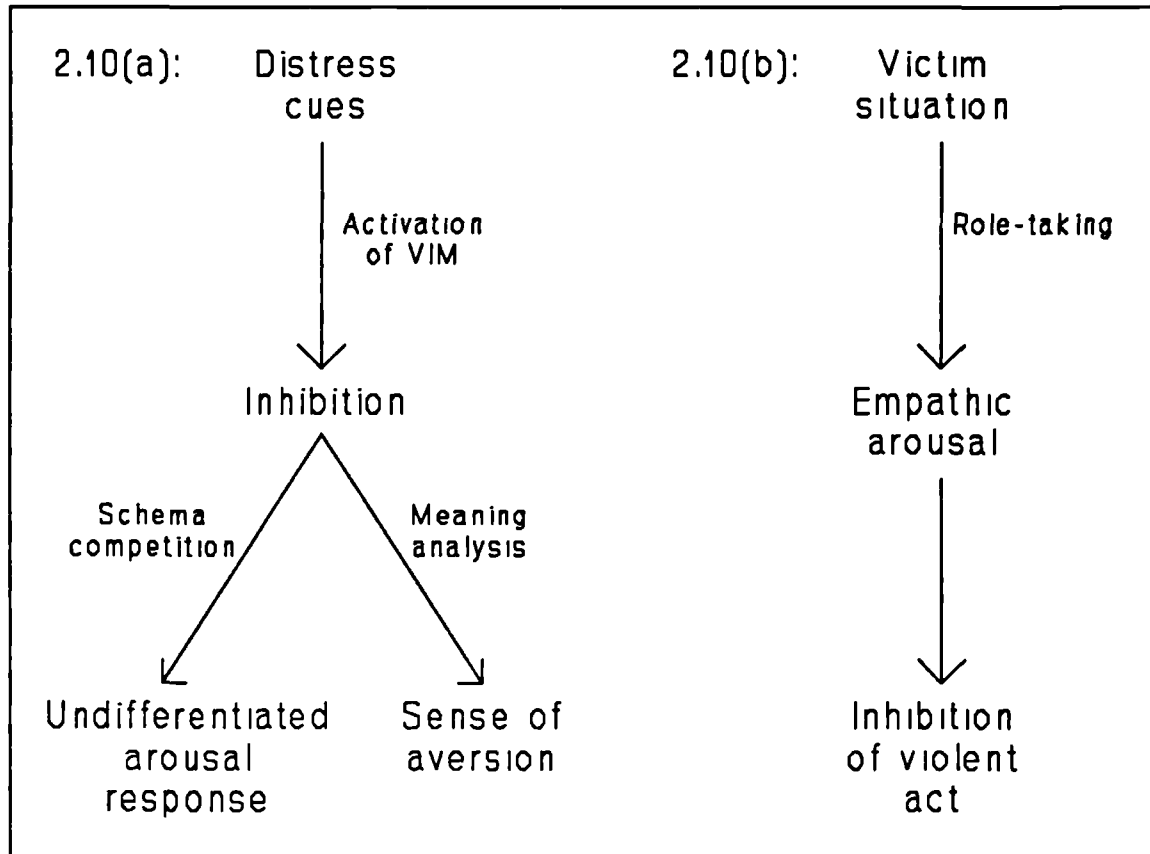 2.10(a):
Distress
cues
Activation
of VIM
Inhibition
Schema
competition
Meaning
analysis
Undifferentiated
arousal
response
Sense of
aversion
2.10(b):
Victim
situation
Role-taking
Empathic
arousal
Inhibition
of violent
act